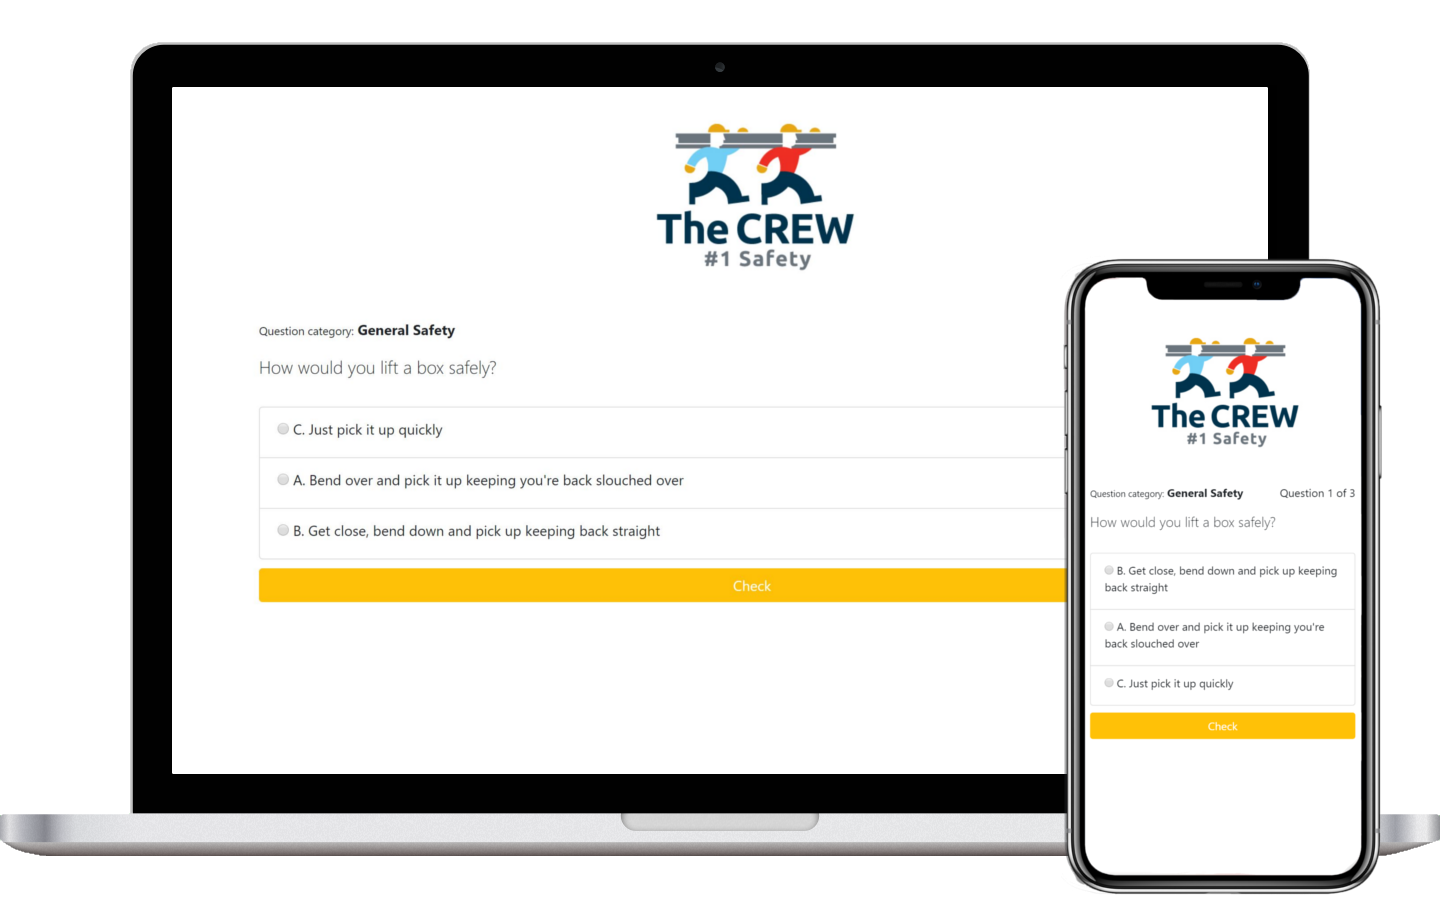 The CREW
#1 Safety
Question category: General Safety
How would you lift a box safely?
C. Just pick it up quickly
A. Bend over and pick it up keeping you're back slouched over
B. Get close, bend down and pick up keeping back straight
Check
The CREW
#1 Safety
Question category: General Safety Question 1 of 3
How would you lift a box safely?
B. Get close, bend down and pick up keeping
back straight
A. Bend over and pick it up keeping you're
back slouched over
C. Just pick it up quickly
Check